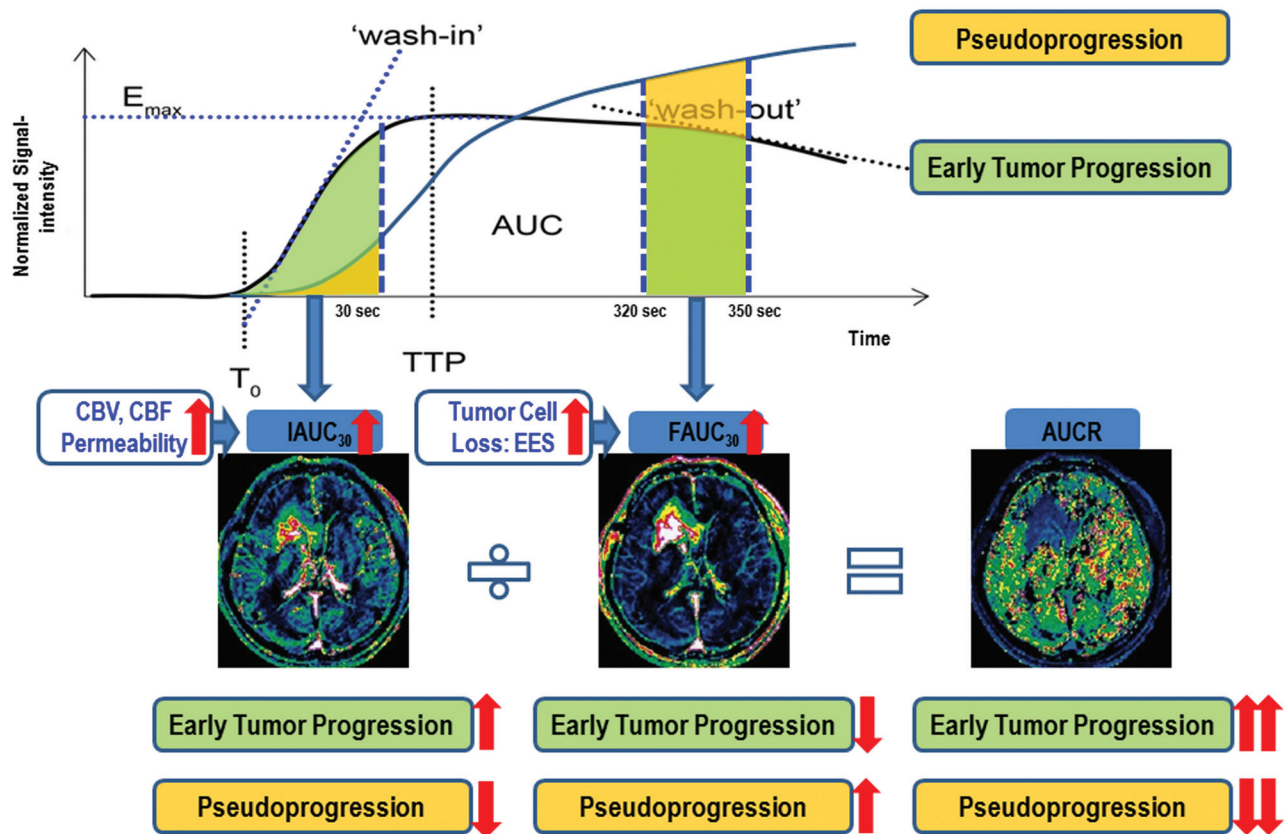 'wash-in'
Pseudoprogression
E max
'wash-out'
Normalized Signal-
intensity
Early Tumor Progression
AUC
30 sec
320 sec
350 sec
Time
T0
TTP
CBV, CBF
Permeability
IAUC30
Tumor Cell
Loss: EES
FAUC30
AUCR
÷
=
Early Tumor Progression
Early Tumor Progression
Early Tumor Progression
Pseudoprogression
Pseudoprogression
Pseudoprogression